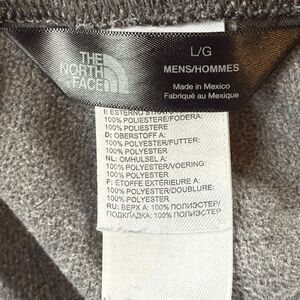 THE
NORTH
FACE
L/G
MENS/HOMMES
Made in Mexico
Fabriqué au Mexique
100% POLIESTERE/FODERA:
100% POLIESTERE
D: OBERSTOFF A:
100% POLYESTER/FUTTER:
100% POLYESTER
NL: OMHULSEL A:
100% POLYESTER/VOERING:
100% POLYESTER
F: ETOFFE EXTÉRIEURE A:
100% POLYESTER/DOUBLURE:
100% POLYESTER
RU: ВЕРХ A: 100% ПОЛИЭСТЕР/
ПОДКЛАДКА: 100% ПОЛИЭСТЕР